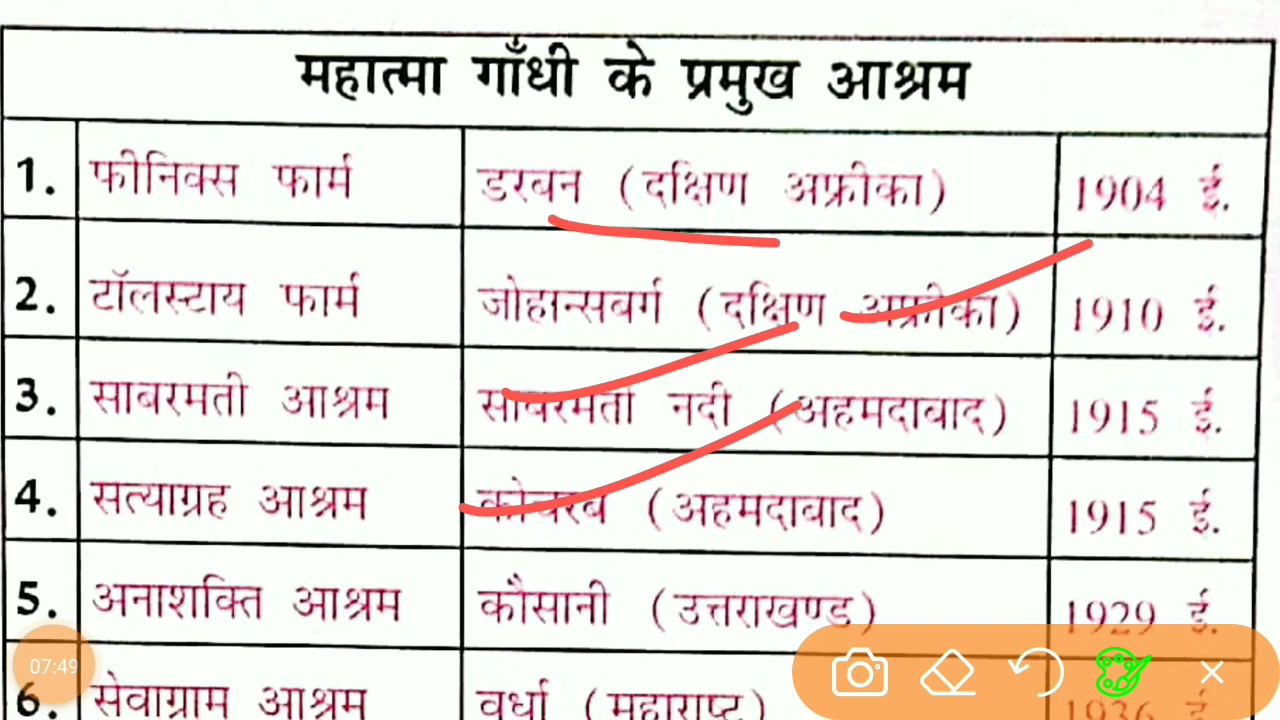 महात्मा गाँधी के प्रमुख आश्रम
1. फीनिक्स फार्म डरबन (दक्षिण अफ्रीका) 1904 ई.
2. टॉलस्टाय फार्म जोहान्सबर्ग (दक्षिण अफ्रीका) 1910 ई.
3. साबरमती आश्रम साबरमती नदी (अहमदाबाद) 1915 ई.
4. सत्याग्रह आश्रम कोचरब (अहमदाबाद) 1915 ई.
5. अनाशक्ति आश्रम कौसानी (उत्तराखण्ड) 1929 ई.
07:49
6. सेवाग्राम आश्रम वर्धा (महाराष्ट्र) 1936 ई.